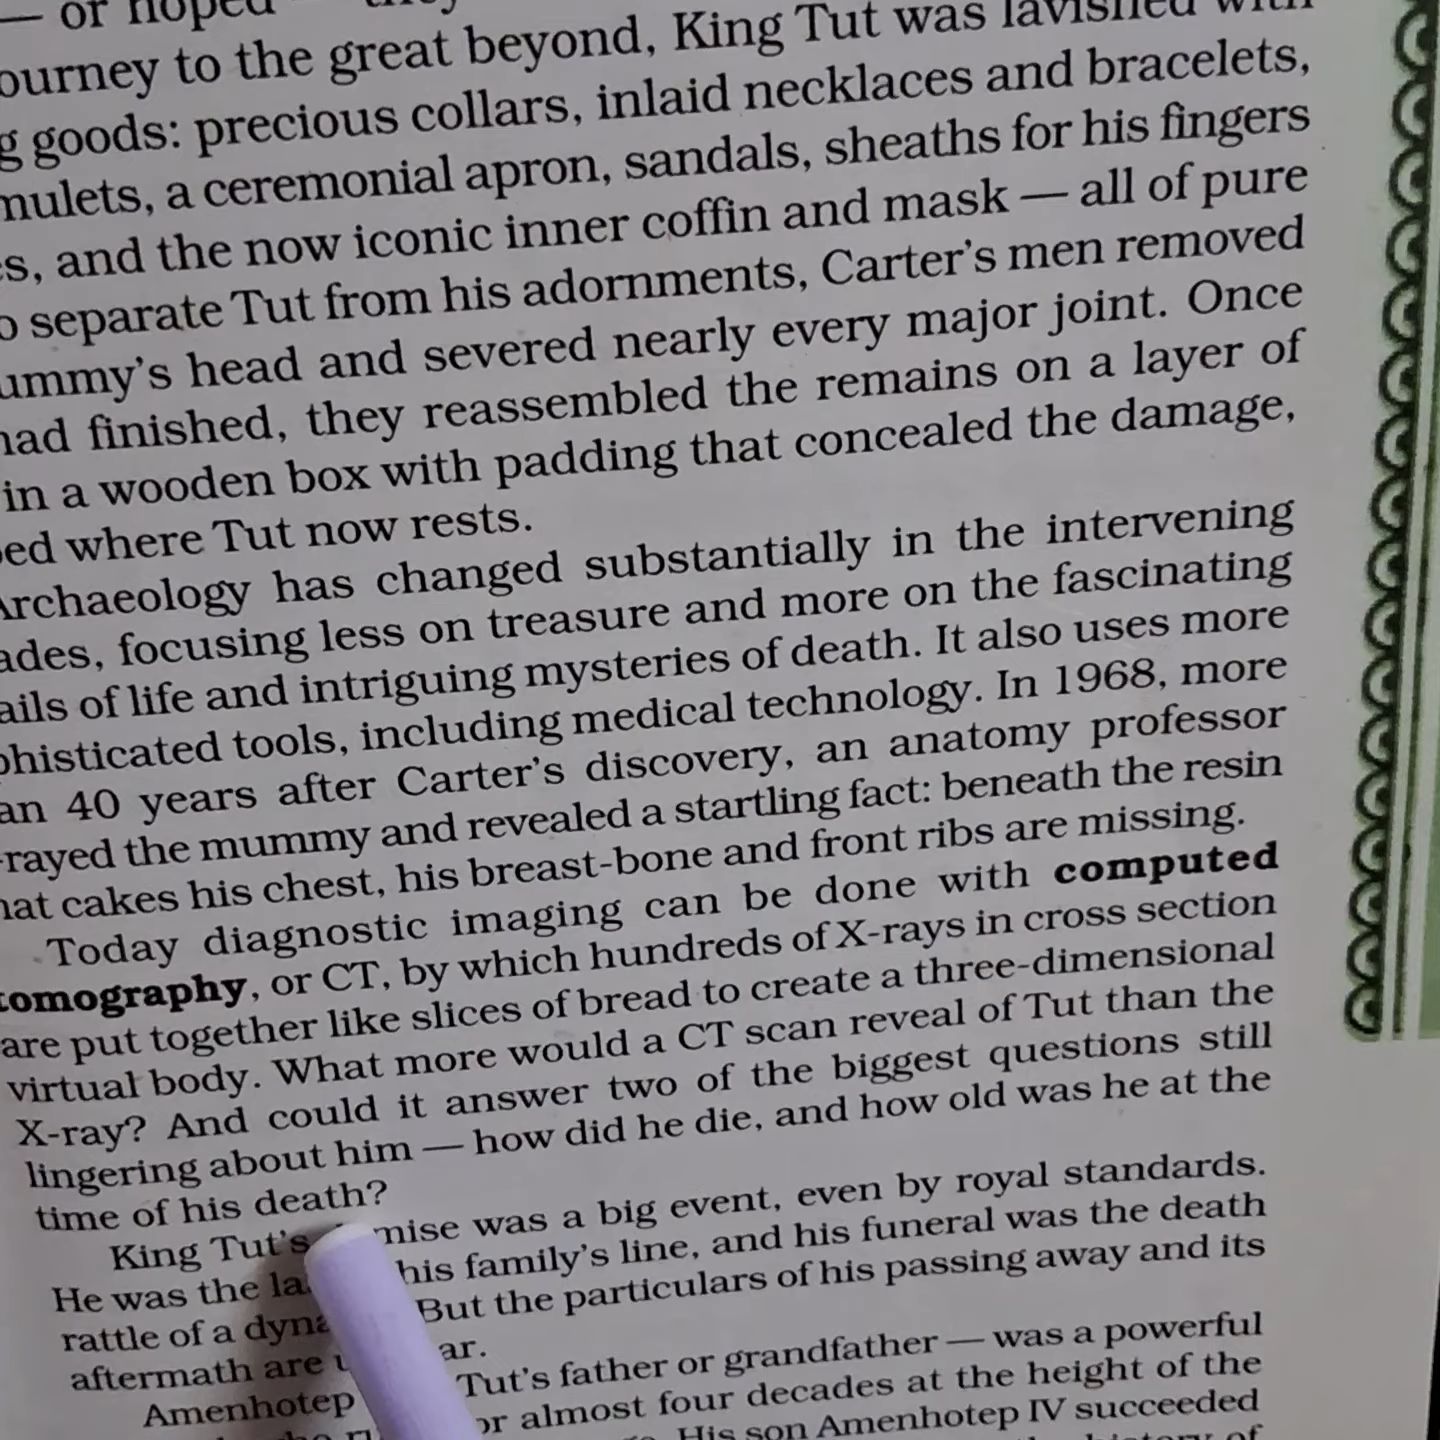 — or hoped — they
ourney to the great beyond, King Tut was lavished with
g goods: precious collars, inlaid necklaces and bracelets,
mulets, a ceremonial apron, sandals, sheaths for his fingers
es, and the now iconic inner coffin and mask — all of pure
o separate Tut from his adornments, Carter's men removed
ummy's head and severed nearly every major joint. Once
had finished, they reassembled the remains on a layer of
in a wooden box with padding that concealed the damage,
ed where Tut now rests.
Archaeology has changed substantially in the intervening
ades, focusing less on treasure and more on the fascinating
ails of life and intriguing mysteries of death. It also uses more
phisticated tools, including medical technology. In 1968, more
an 40 years after Carter's discovery, an anatomy professor
-rayed the mummy and revealed a startling fact: beneath the resin
hat cakes his chest, his breast-bone and front ribs are missing.
Today diagnostic imaging can be done with computed
tomography, or CT, by which hundreds of X-rays in cross section
are put together like slices of bread to create a three-dimensional
virtual body. What more would a CT scan reveal of Tut than the
X-ray? And could it answer two of the biggest questions still
lingering about him — how did he die, and how old was he at the
time of his death?
King Tut's mise was a big event, even by royal standards.
He was the la his family's line, and his funeral was the death
rattle of a dyna But the particulars of his passing away and its
aftermath are u ar.
Amenhotep Tut's father or grandfather — was a powerful
or almost four decades at the height of the
His son Amenhotep IV succeeded